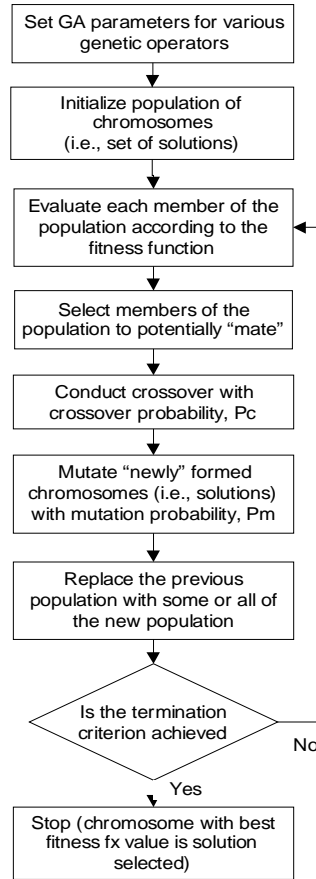 Set GA parameters for various
genetic operators
Initialize population of
chromosomes
(i.e., set of solutions)
Evaluate each member of the
population according to the
fitness function
Select members of the
population to potentially “mate”
Conduct crossover with
crossover probability, Pc
Mutate “newly” formed
chromosomes (i.e., solutions)
with mutation probability, Pm
Replace the previous
population with some or all of
the new population
Is the termination
criterion achieved
No
Yes
Stop (chromosome with best
fitness fx value is solution
selected)